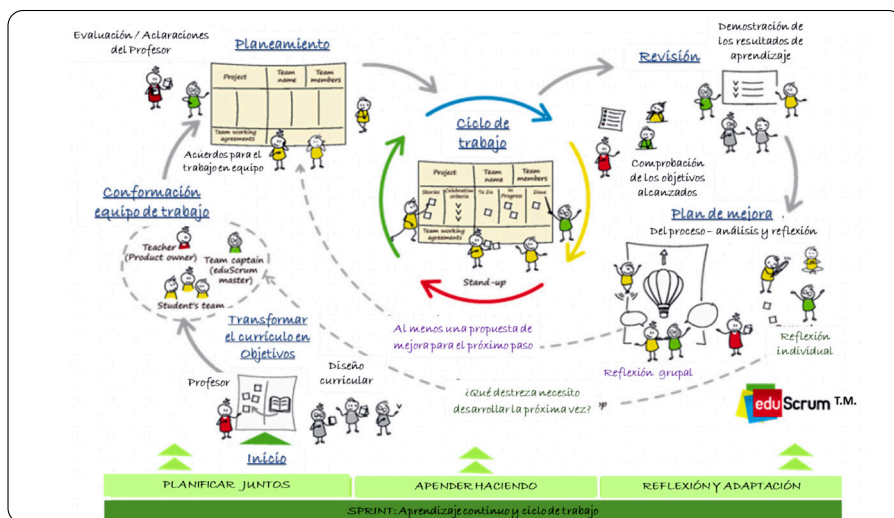 Evaluación / Aclaraciones
del Profesor
Planeamiento
Project
Team
name
Team
members
Team working
agreements
Acuerdos para el
trabajo en equipo
Ciclo de
trabajo
Project
Team
name
Team
members
Stories
Celebration
criteria
To Do
In
Progress
Done
Team working
agreements
Stand-up
Revisión
Demostración de
los resultados de
aprendizaje
Comprobación
de los objetivos
alcanzados
Conformación
equipo de trabajo
Teacher
(Product owner)
Team captain
(eduScrum
master)
Student's team
Plan de mejora
Del proceso - análisis y reflexión
Reflexión
individual
Reflexión grupal
Al menos una propuesta de
mejora para el próximo paso
¿Qué destreza necesito
desarrollar la próxima vez?
Transformar
el currículo en
Objetivos
Profesor
Diseño
curricular
Inicio
eduScrum T.M.
PLANIFICAR JUNTOS
APENDER HACIENDO
REFLEXIÓN Y ADAPTACIÓN
SPRINT: Aprendizaje continuo y ciclo de trabajo